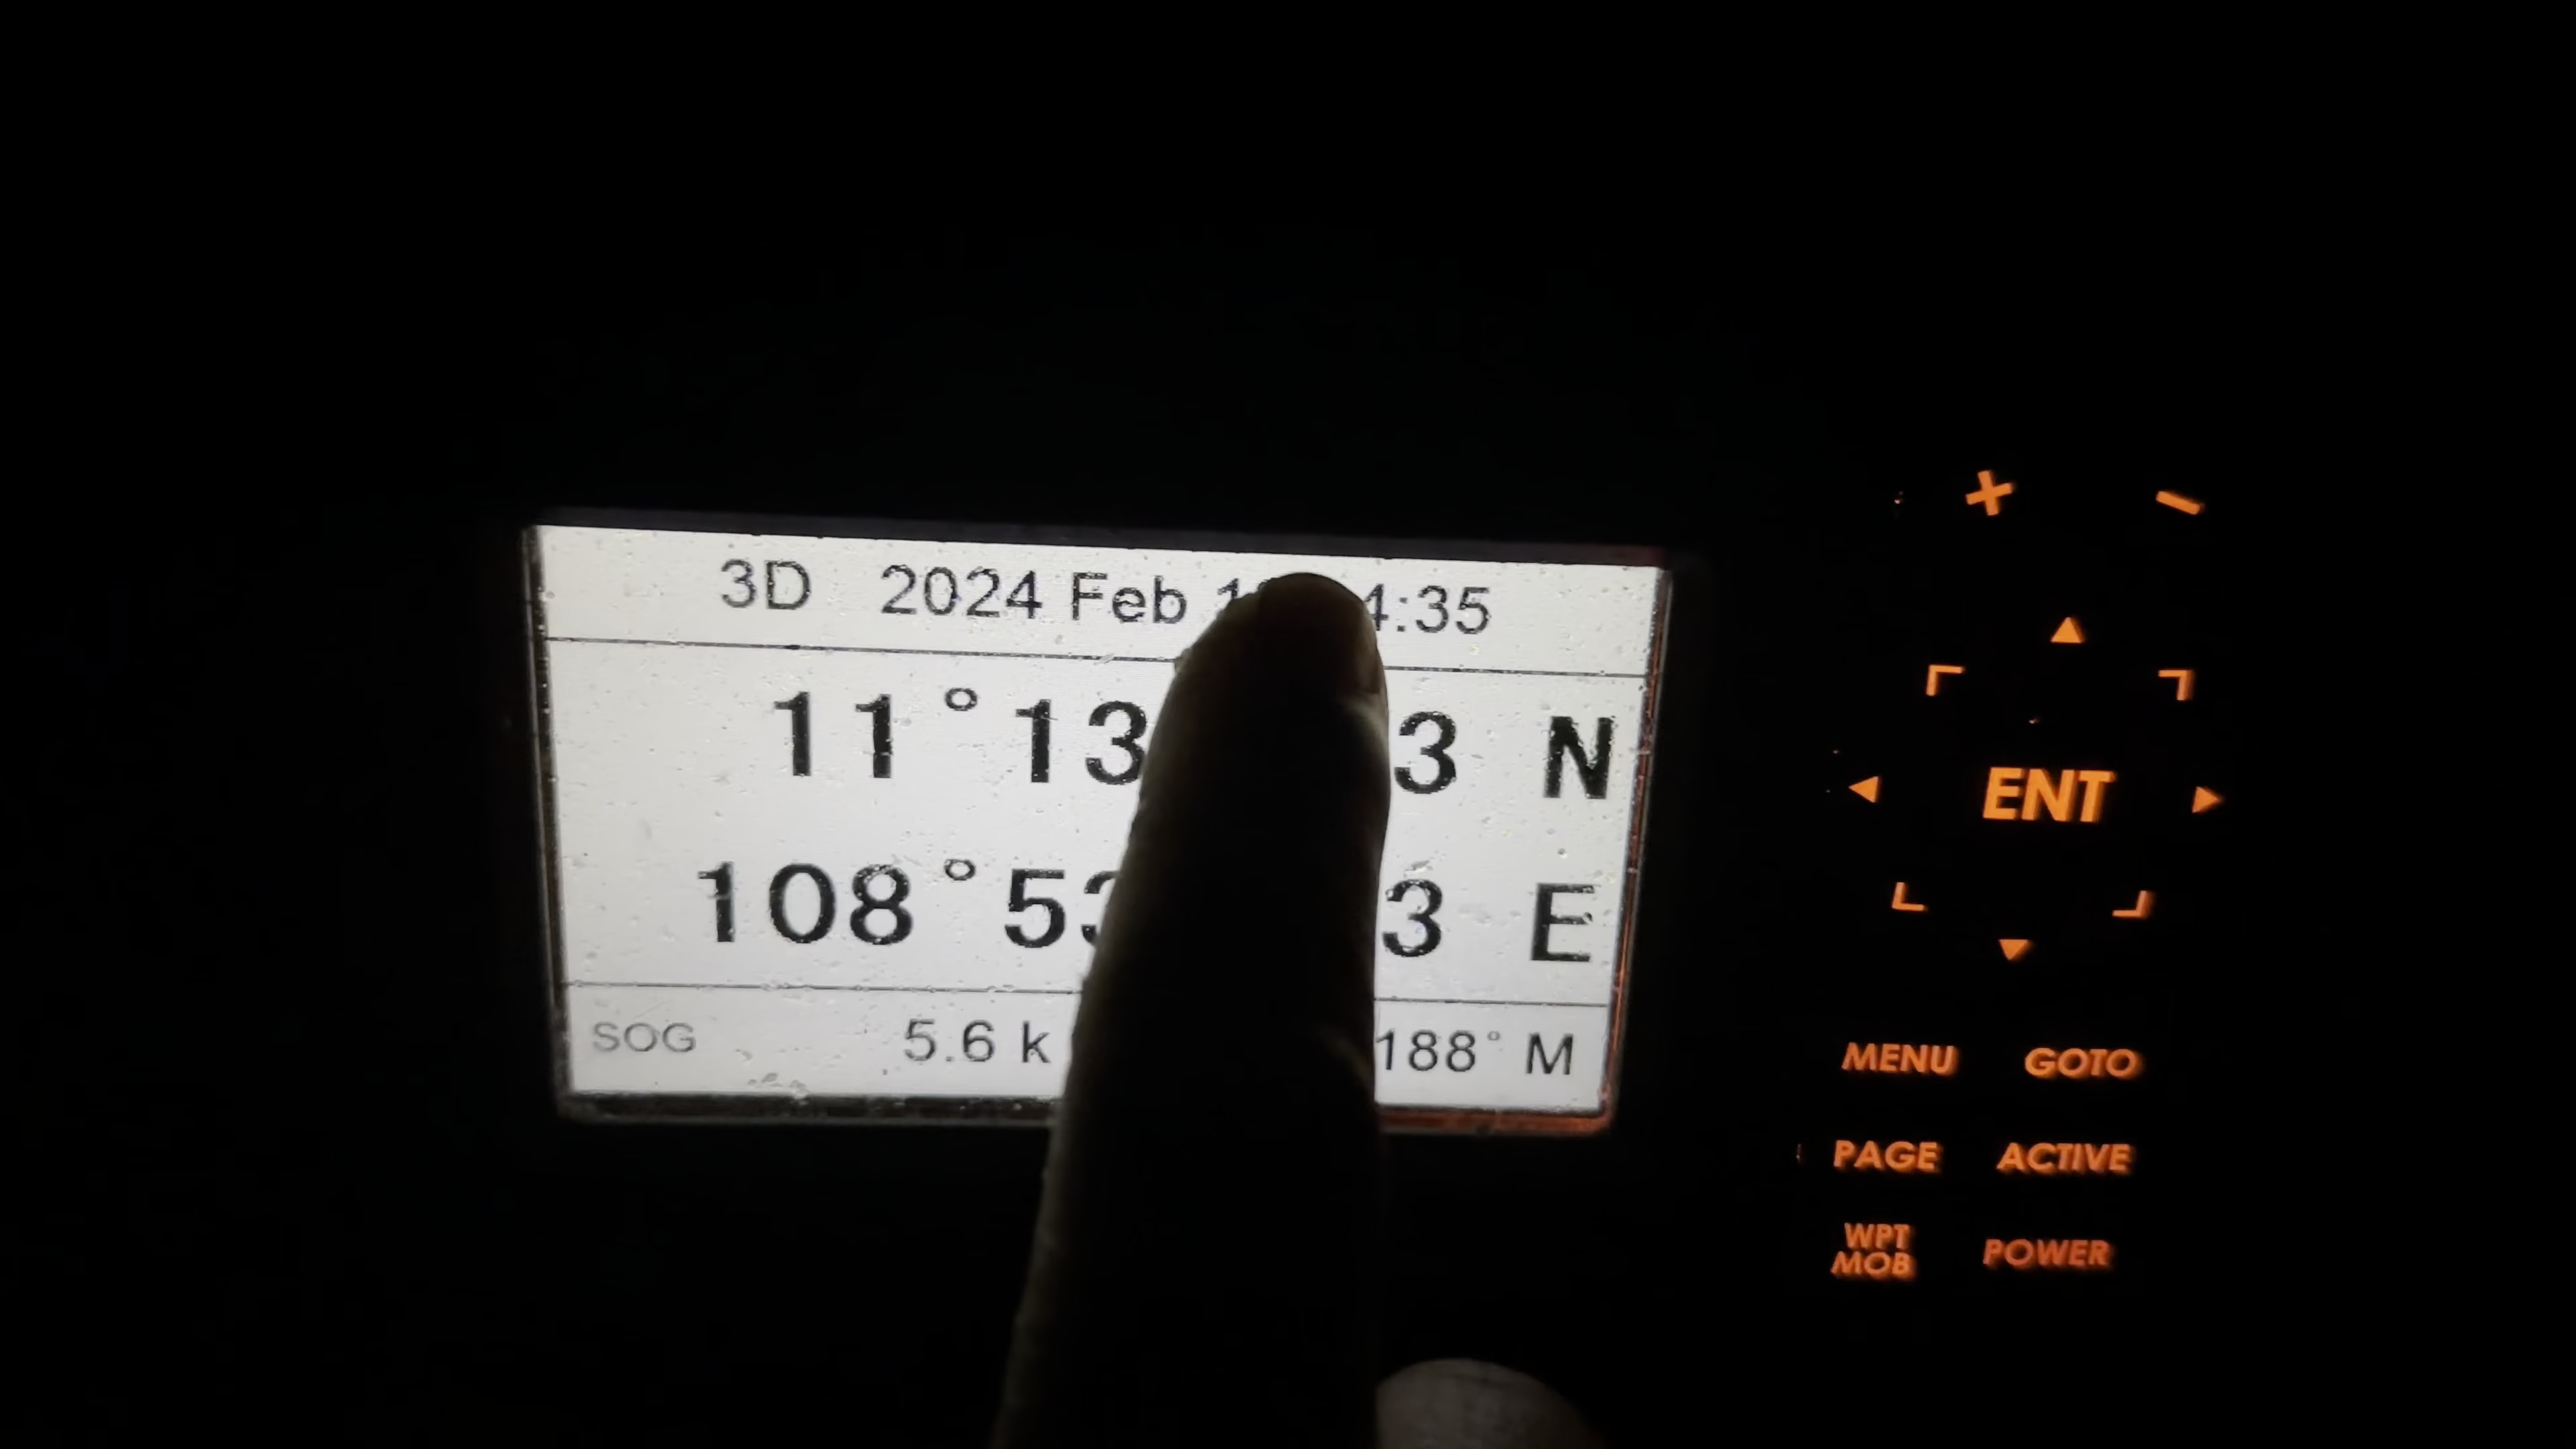 3D 2024 Feb 4:35
11°13 3 N
108°53 3 E
SOG 5.6 k 188° M
+ -
ENT
MENU GOTO
PAGE ACTIVE
WPT
MOB
POWER